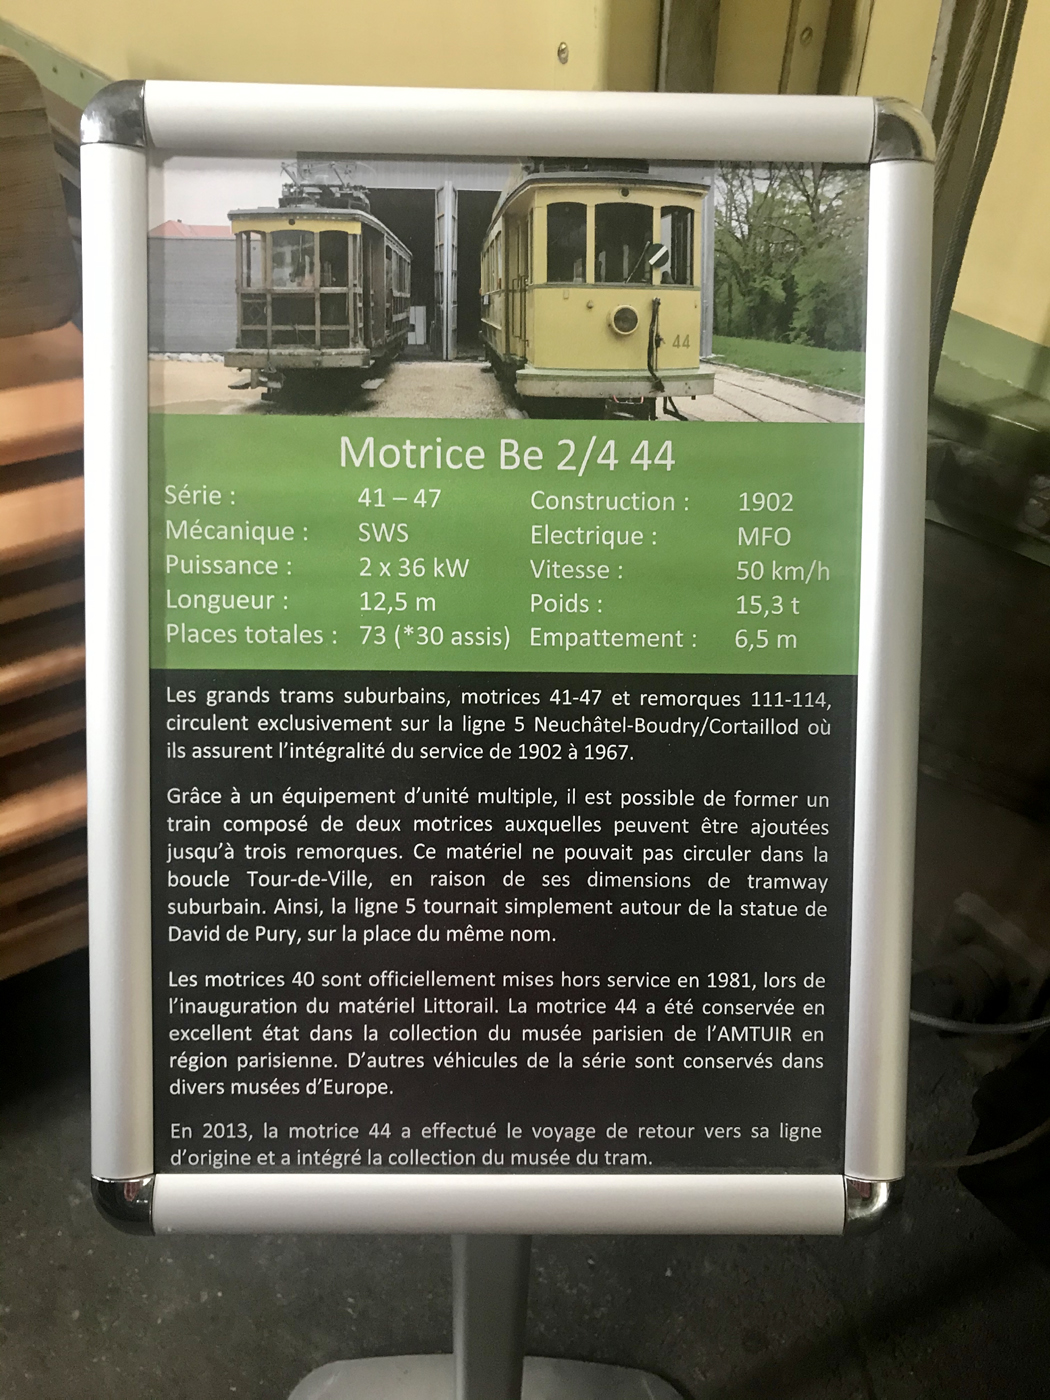 44
Motrice Be 2/4 44
Série : 41 – 47 Construction : 1902
Mécanique : SWS Electrique : MFO
Puissance : 2 x 36 kW Vitesse : 50 km/h
Longueur : 12,5 m Poids : 15,3 t
Places totales : 73 (*30 assis) Empattement : 6,5 m
Les grands trams suburbains, motrices 41-47 et remorques 111-114,
circulent exclusivement sur la ligne 5 Neuchâtel-Boudry/Cortaillod où
ils assurent l'intégralité du service de 1902 à 1967.
Grâce à un équipement d'unité multiple, il est possible de former un
train composé de deux motrices auxquelles peuvent être ajoutées
jusqu'à trois remorques. Ce matériel ne pouvait pas circuler dans la
boucle Tour-de-Ville, en raison de ses dimensions de tramway
suburbain. Ainsi, la ligne 5 tournait simplement autour de la statue de
David de Pury, sur la place du même nom.
Les motrices 40 sont officiellement mises hors service en 1981, lors de
l'inauguration du matériel Littorail. La motrice 44 a été conservée en
excellent état dans la collection du musée parisien de l'AMTUIR en
région parisienne. D'autres véhicules de la série sont conservés dans
divers musées d'Europe.
En 2013, la motrice 44 a effectué le voyage de retour vers sa ligne
d'origine et a intégré la collection du musée du tram.